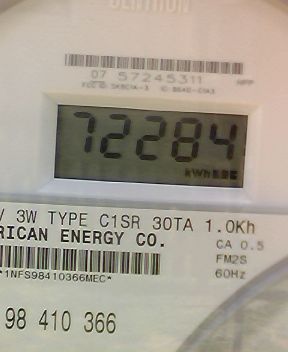 CENTRON
07 57245311
72284
kWh
V 3W TYPE C1SR 30TA 1.0Kh
RICAN ENERGY CO.
CA 0.5
FM2S
60Hz
*1NFS98410366MEC*
98 410 366